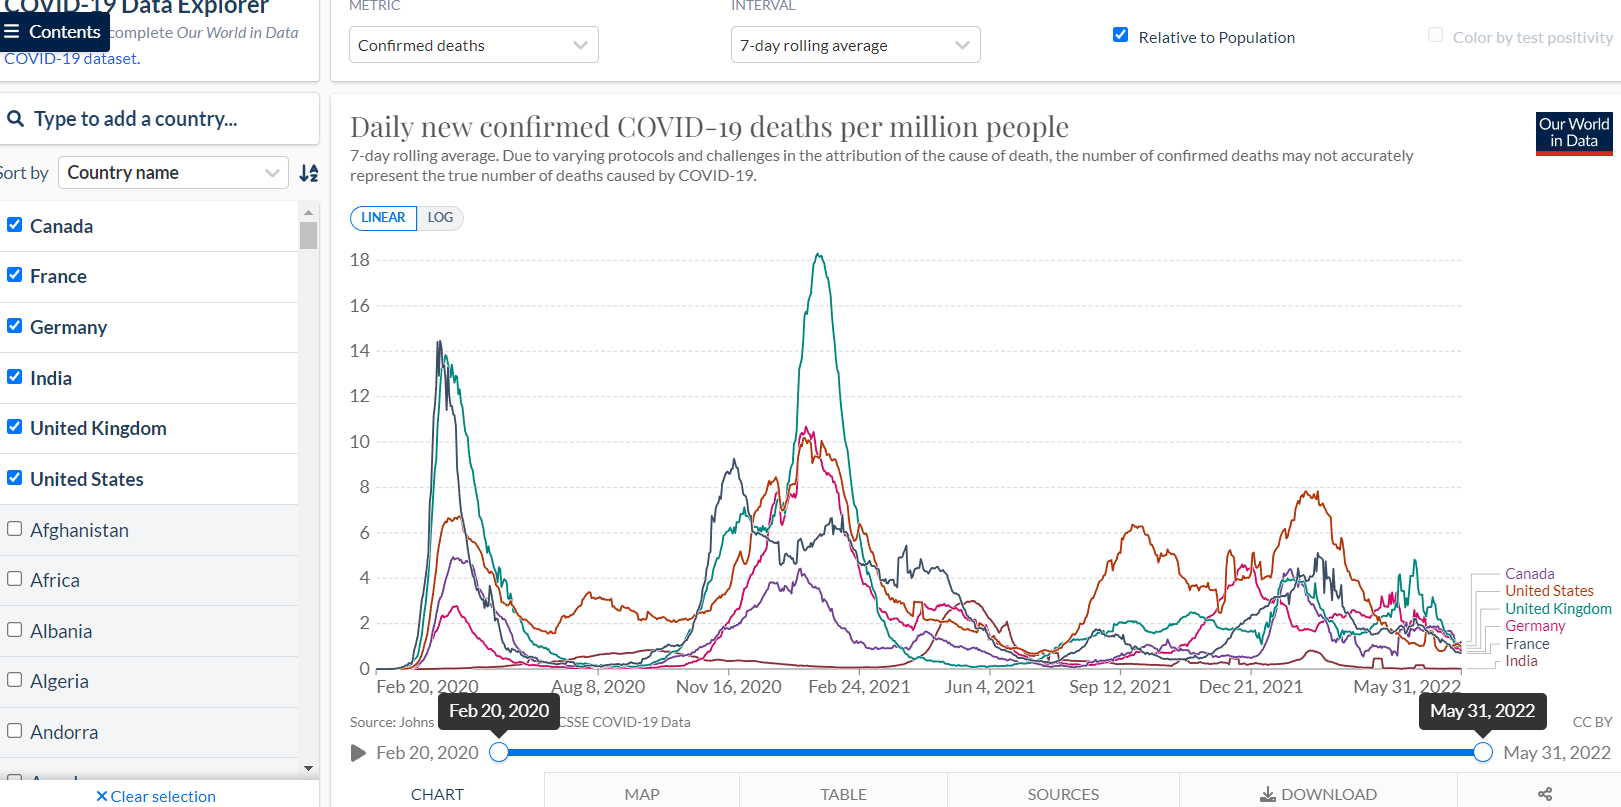 COVID-19 Data Explorer
Contents
complete Our World in Data
COVID-19 dataset.
METRIC
Confirmed deaths
INTERVAL
7-day rolling average
Relative to Population
Color by test positivity
Type to add a country...
Sort by
Country name
Canada
France
Germany
India
United Kingdom
United States
Afghanistan
Africa
Albania
Algeria
Andorra
Clear selection
Daily new confirmed COVID-19 deaths per million people
7-day rolling average. Due to varying protocols and challenges in the attribution of the cause of death, the number of confirmed deaths may not accurately
represent the true number of deaths caused by COVID-19.
Our World
in Data
LINEAR
LOG
18
16
14
12
10
8
6
4
2
0
Canada
United States
United Kingdom
Germany
France
India
Feb 20, 2020
Aug 8, 2020
Nov 16, 2020
Feb 24, 2021
Jun 4, 2021
Sep 12, 2021
Dec 21, 2021
May 31, 2022
Feb 20, 2020
May 31, 2022
Source: Johns
CSSE COVID-19 Data
CC BY
Feb 20, 2020
May 31, 2022
CHART
MAP
TABLE
SOURCES
DOWNLOAD